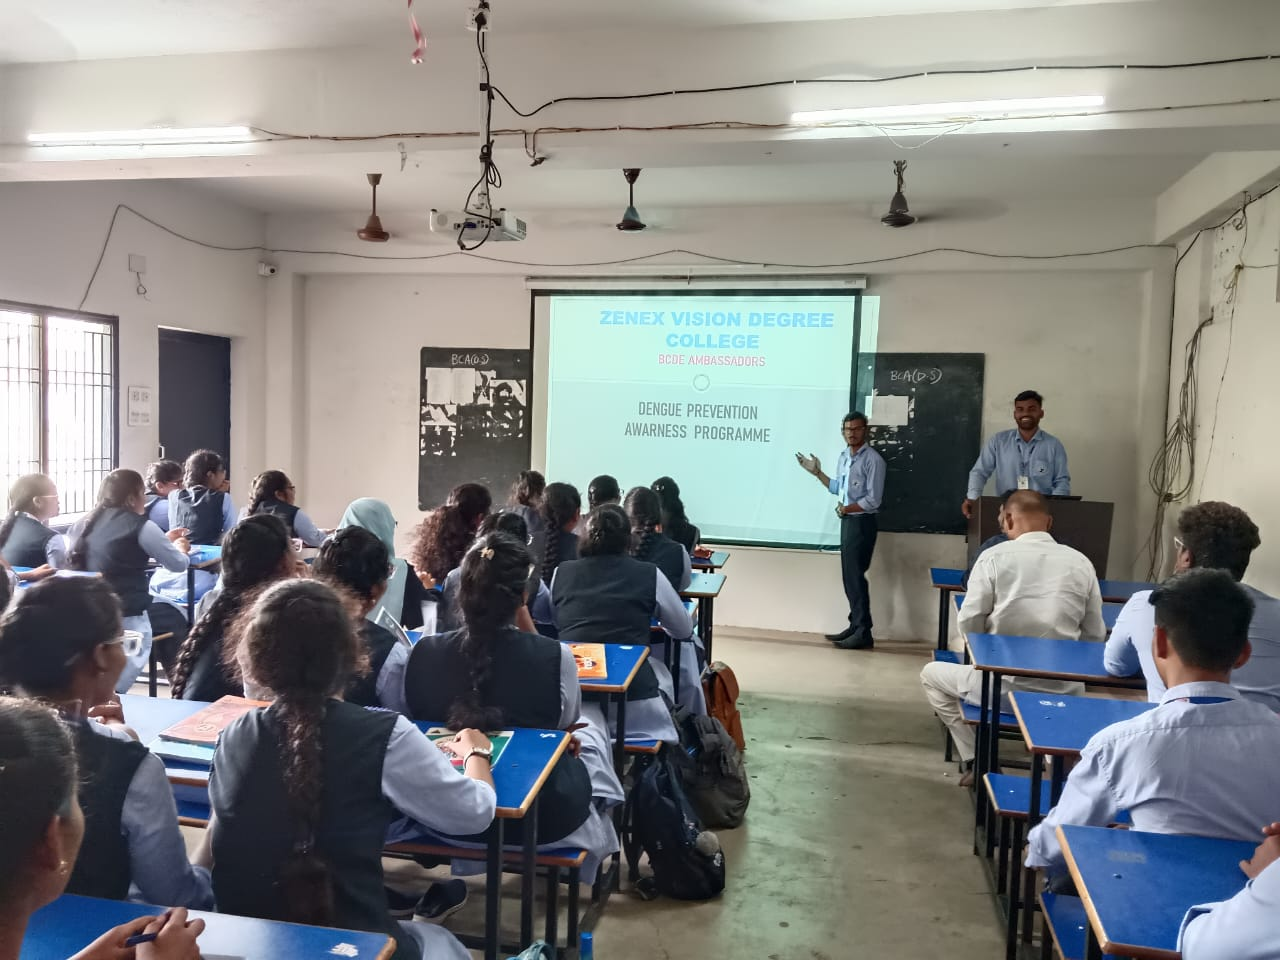 ZENEX VISION DEGREE
COLLEGE
BCDE AMBASSADORS
DENGUE PREVENTION
AWARNESS PROGRAMME
BCA(D.S)
BCA(D.S)